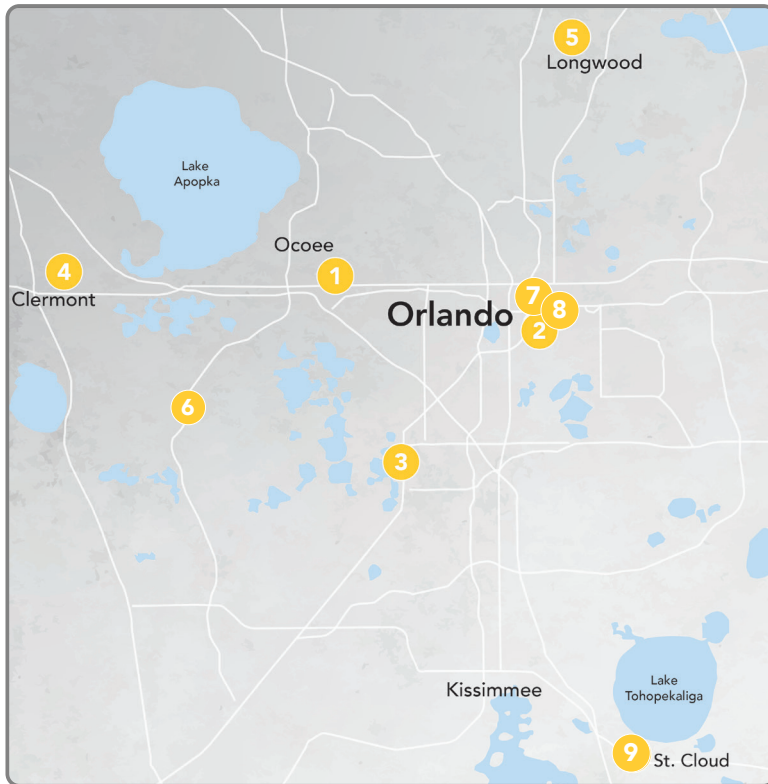 5
Longwood
Lake
Apopka
Ocoee
4
1
Clermont
7
Orlando
8
2
6
3
Kissimmee
Lake
Tohopekaliga
9
St. Cloud